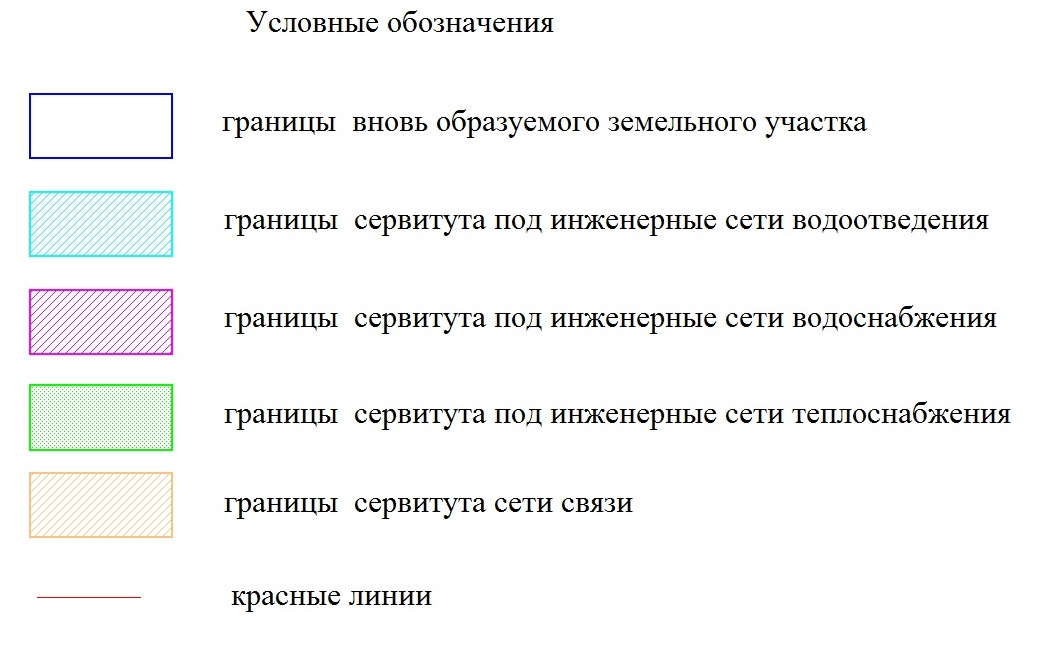 Условные обозначения
границы вновь образуемого земельного участка
границы сервитута под инженерные сети водоотведения
границы сервитута под инженерные сети водоснабжения
границы сервитута под инженерные сети теплоснабжения
границы сервитута сети связи
красные линии